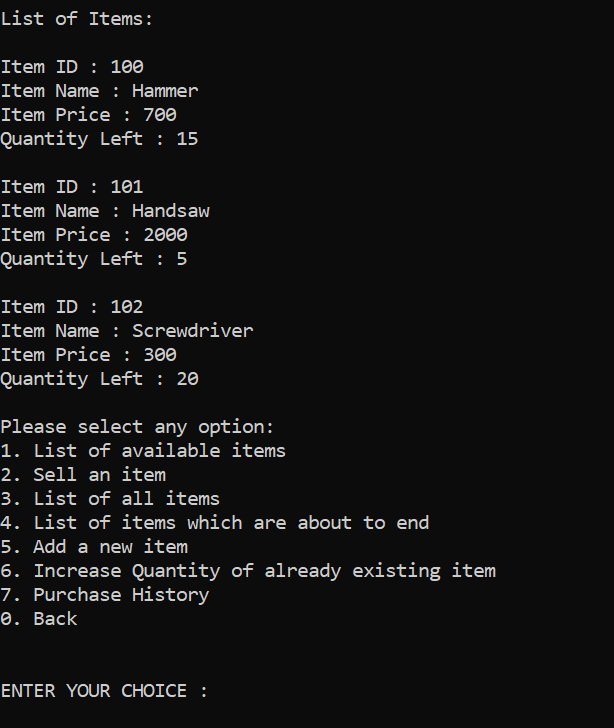 List of Items:
Item ID : 100
Item Name : Hammer
Item Price : 700
Quantity Left : 15
Item ID : 101
Item Name : Handsaw
Item Price : 2000
Quantity Left : 5
Item ID : 102
Item Name : Screwdriver
Item Price : 300
Quantity Left : 20
Please select any option:
1. List of available items
2. Sell an item
3. List of all items
4. List of items which are about to end
5. Add a new item
6. Increase Quantity of already existing item
7. Purchase History
0. Back
ENTER YOUR CHOICE :